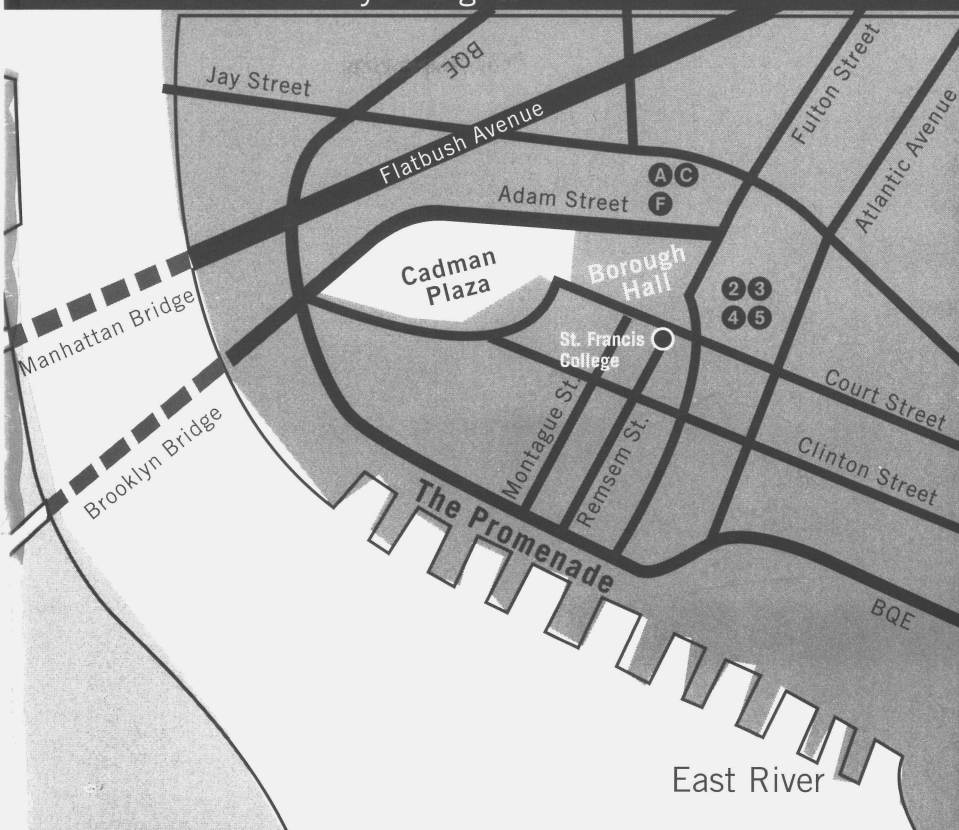 BQE
Jay Street
Flatbush Avenue
Fulton Street
Atlantic Avenue
A C
F
Adam Street
Cadman
Plaza
Borough
Hall
2 3
4 5
Manhattan Bridge
St. Francis
College
Brooklyn Bridge
Montague St.
Remsem St.
Court Street
Clinton Street
The Promenade
BQE
East River